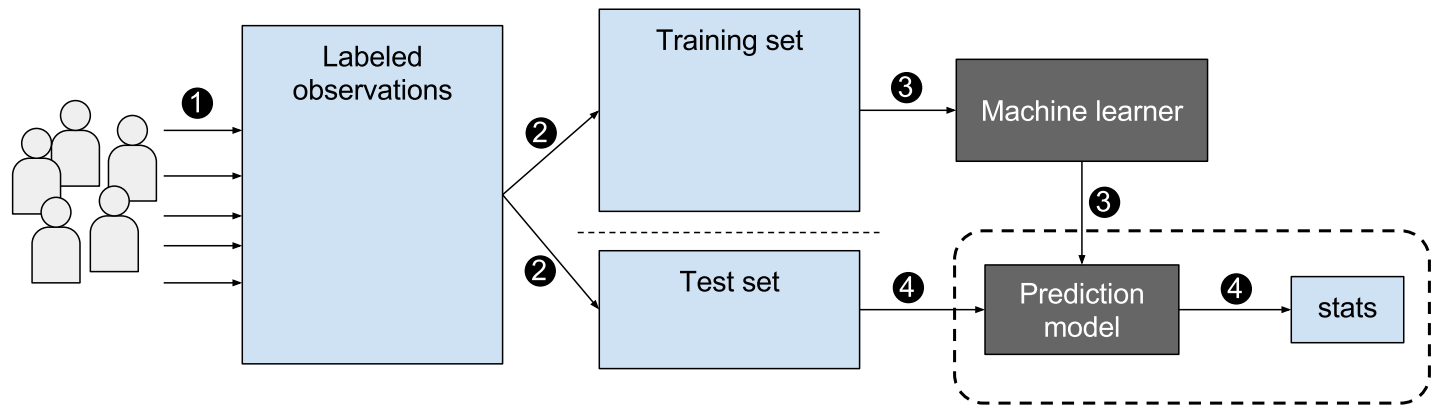 1
Labeled
observations
2
2
Training set
Test set
3
Machine learner
3
4
Prediction
model
4
stats